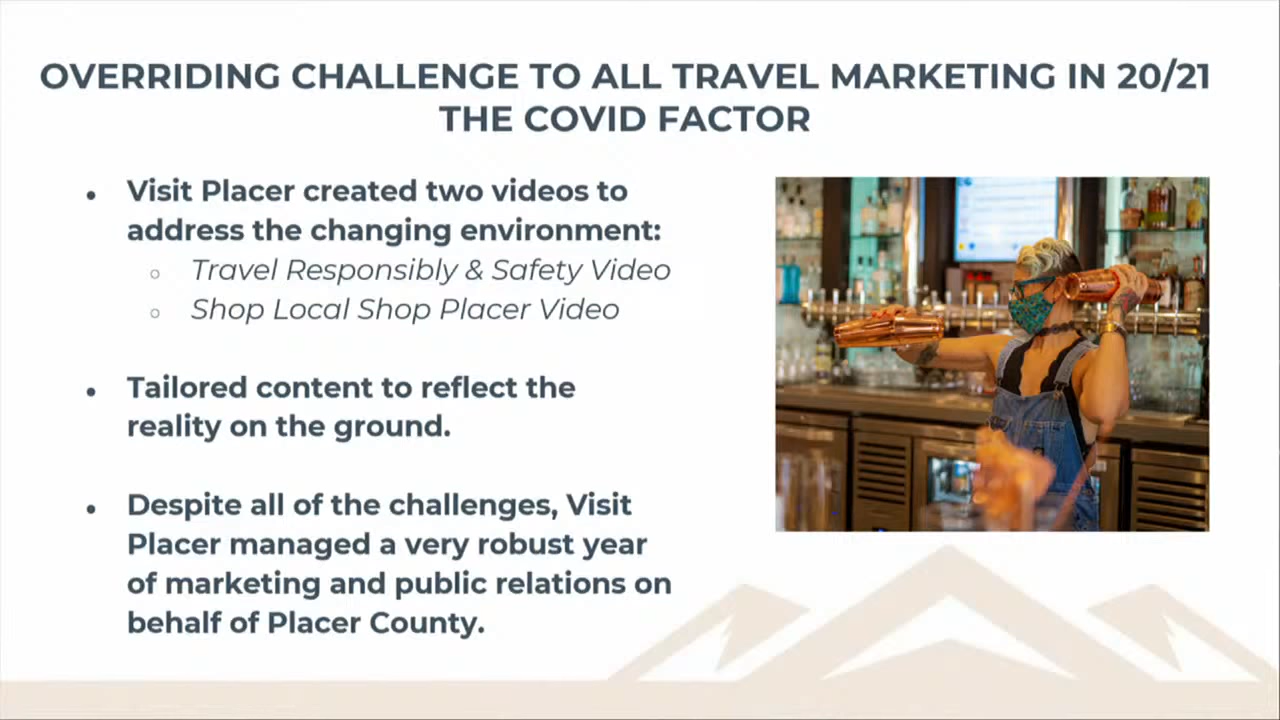 OVERRIDING CHALLENGE TO ALL TRAVEL MARKETING IN 20/21
THE COVID FACTOR
• Visit Placer created two videos to
address the changing environment:
○ Travel Responsibly & Safety Video
○ Shop Local Shop Placer Video
• Tailored content to reflect the
reality on the ground.
• Despite all of the challenges, Visit
Placer managed a very robust year
of marketing and public relations on
behalf of Placer County.